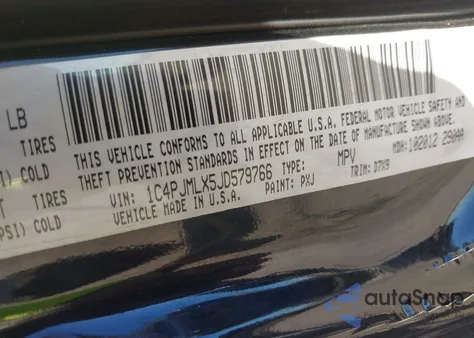 LB
TIRES
COLD
TIRES
PSI) COLD
THIS VEHICLE CONFORMS TO ALL APPLICABLE U.S.A. FEDERAL MOTOR VEHICLE SAFETY AND
THEFT PREVENTION STANDARDS IN EFFECT ON THE DATE OF MANUFACTURE SHOWN ABOVE.
VIN: 1C4PJMLX5JD579766 TYPE: MPV MDH: 102012 290AA
VEHICLE MADE IN U.S.A. PAINT: PXJ TRIM: D7X9
autoSnap